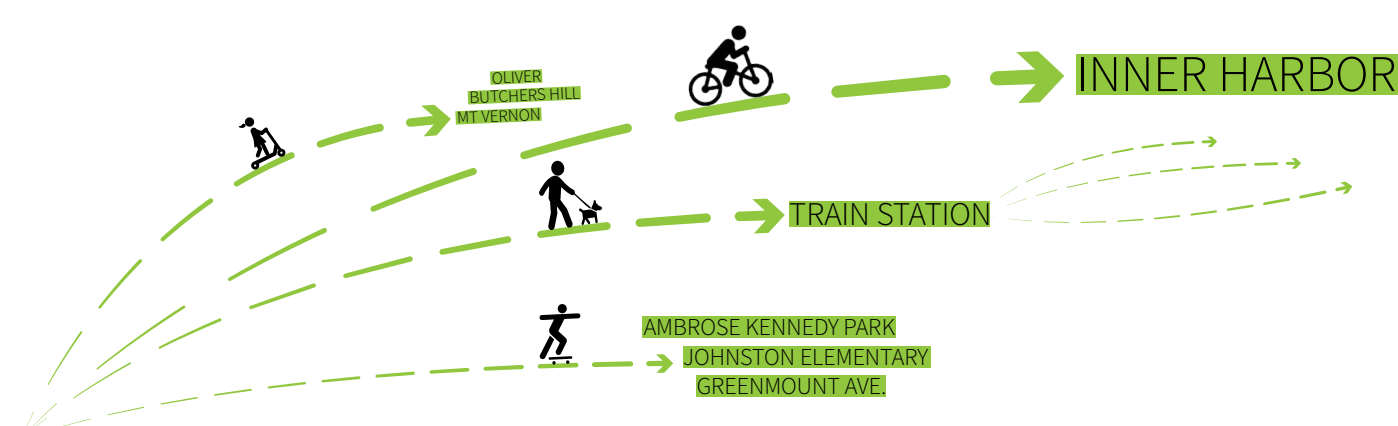 OLIVER
BUTCHERS HILL
MT VERNON
INNER HARBOR
TRAIN STATION
AMBROSE KENNEDY PARK
JOHNSTON ELEMENTARY
GREENMOUNT AVE.